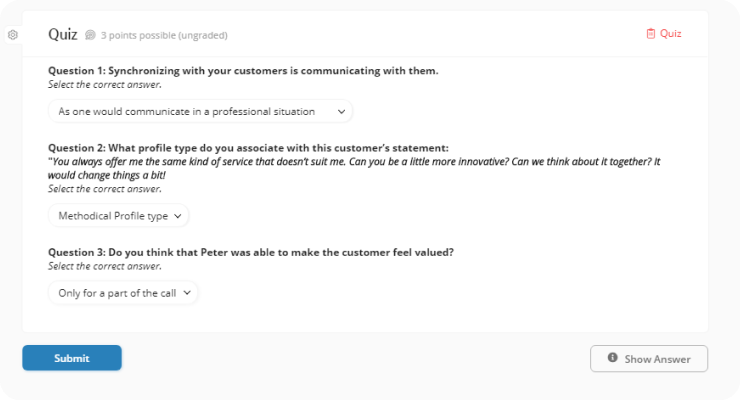 Quiz 3 points possible (ungraded) Quiz
Question 1: Synchronizing with your customers is communicating with them.
Select the correct answer.
As one would communicate in a professional situation
Question 2: What profile type do you associate with this customer's statement:
"You always offer me the same kind of service that doesn't suit me. Can you be a little more innovative? Can we think about it together? It
would change things a bit!
Select the correct answer.
Methodical Profile type
Question 3: Do you think that Peter was able to make the customer feel valued?
Select the correct answer.
Only for a part of the call
Submit Show Answer